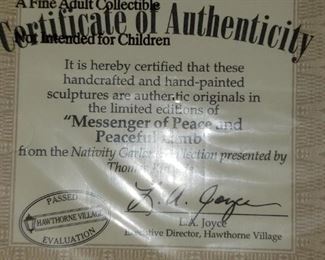 A Fine Adult Collectible
Not Intended for Children
Certificate of Authenticity
It is hereby certified that these
handcrafted and hand-painted
sculptures are authentic originals in
the limited editions of
"Messenger of Peace and
Peaceful Lamb"
from the Nativity Garden Collection presented by
L.A. Joyce
L.A. Joyce
Executive Director, Hawthorne Village
PASSED
HAWTHORNE VILLAGE
EVALUATION